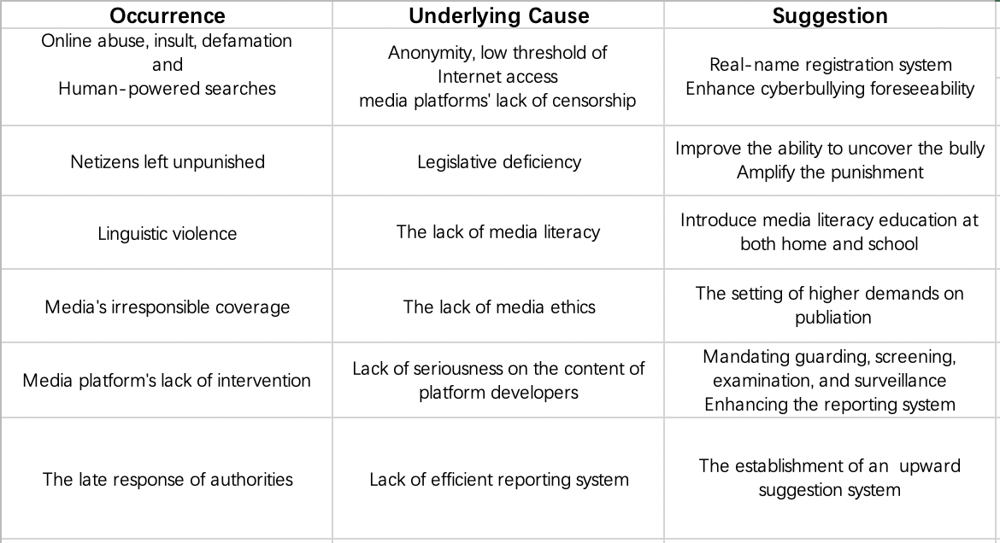 Occurrence Underlying Cause Suggestion
Online abuse, insult, defamation
and
Human-powered searches
Anonymity, low threshold of
Internet access
media platforms' lack of censorship
Real-name registration system
Enhance cyberbullying foreseeability
Netizens left unpunished
Legislative deficiency
Improve the ability to uncover the bully
Amplify the punishment
Linguistic violence
The lack of media literacy
Introduce media literacy education at
both home and school
Media's irresponsible coverage
The lack of media ethics
The setting of higher demands on
publiation
Media platform's lack of intervention
Lack of seriousness on the content of
platform developers
Mandating guarding, screening,
examination, and surveillance
Enhancing the reporting system
The late response of authorities
Lack of efficient reporting system
The establishment of an  upward
suggestion system